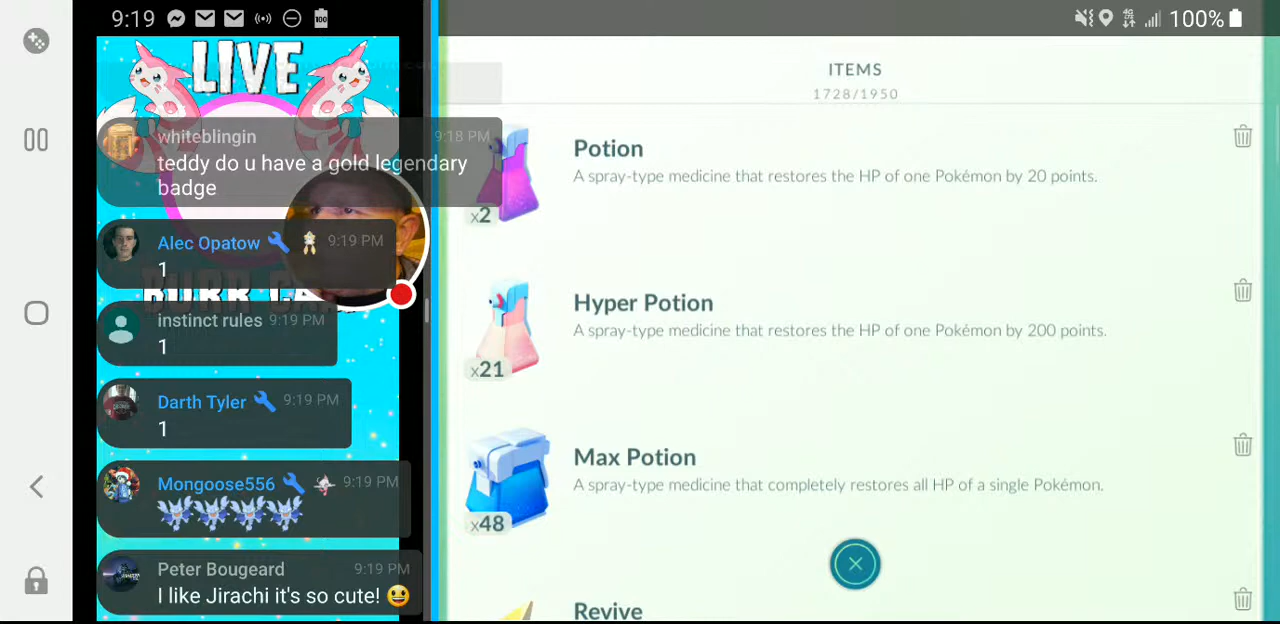 9:19
100
100%
LIVE
whiteblingin 9:18 PM
teddy do u have a gold legendary
badge
Alec Opatow 9:19 PM
1
instinct rules 9:19 PM
1
Darth Tyler 9:19 PM
1
Mongoose556 9:19 PM
Peter Bougeard 9:19 PM
I like Jirachi it's so cute! 😃
ITEMS
1728/1950
Potion
A spray-type medicine that restores the HP of one Pokémon by 20 points.
x2
Hyper Potion
A spray-type medicine that restores the HP of one Pokémon by 200 points.
x21
Max Potion
A spray-type medicine that completely restores all HP of a single Pokémon.
x48
Revive